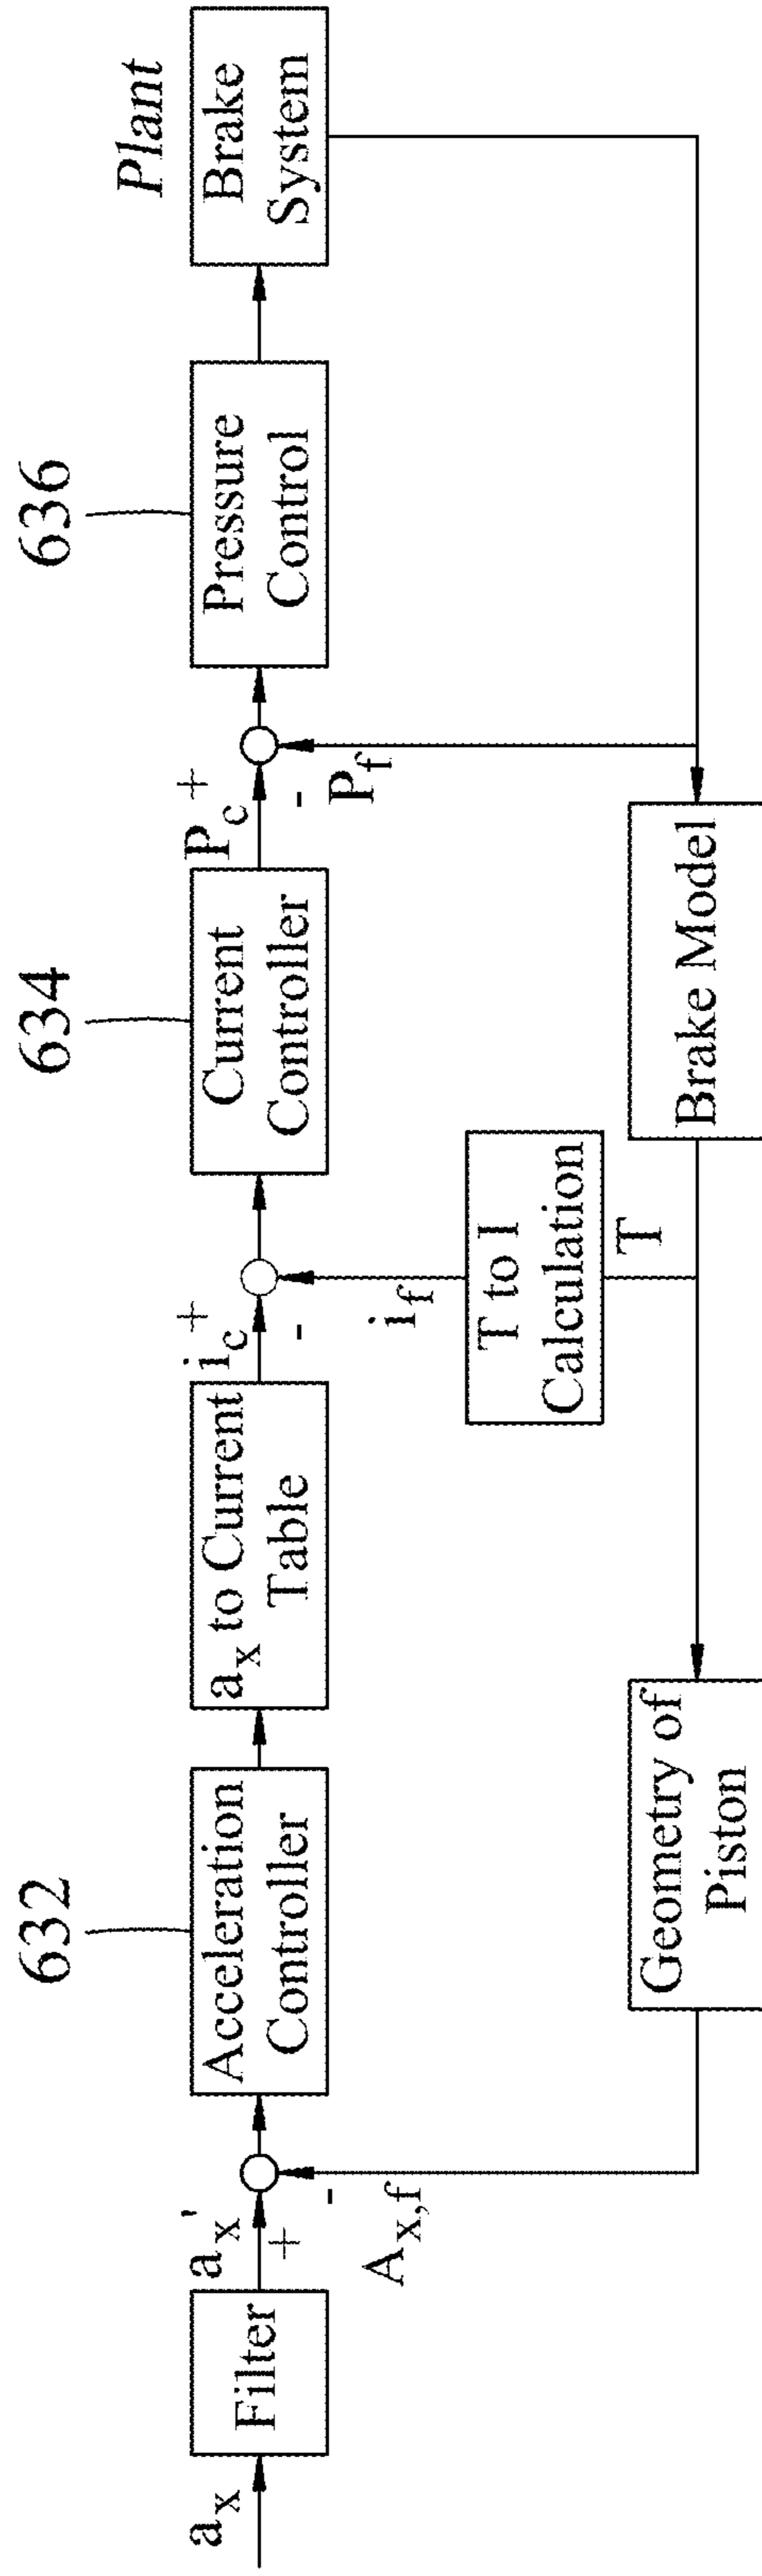 632
634
636
Plant
a_x
Filter
a_x'
+
-
A_x,f
Acceleration
Controller
a_x to Current
Table
i_c
+
-
i_f
Current
Controller
P_c
+
-
P_f
Pressure
Control
Brake
System
T to I
Calculation
T
Geometry of
Piston
Brake Model